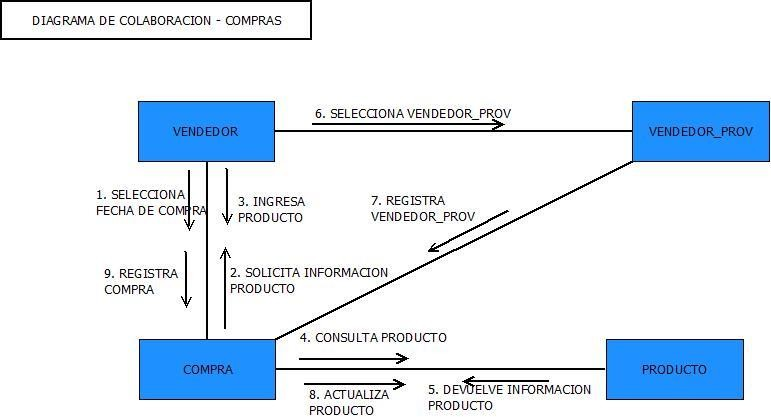 DIAGRAMA DE COLABORACION - COMPRAS
6. SELECCIONA VENDEDOR_PROV
VENDEDOR
VENDEDOR_PROV
1. SELECCIONA
FECHA DE COMPRA
3. INGRESA
PRODUCTO
7. REGISTRA
VENDEDOR_PROV
9. REGISTRA
COMPRA
2. SOLICITA INFORMACION
PRODUCTO
4. CONSULTA PRODUCTO
COMPRA
PRODUCTO
8. ACTUALIZA
PRODUCTO
5. DEVUELVE INFORMACION
PRODUCTO